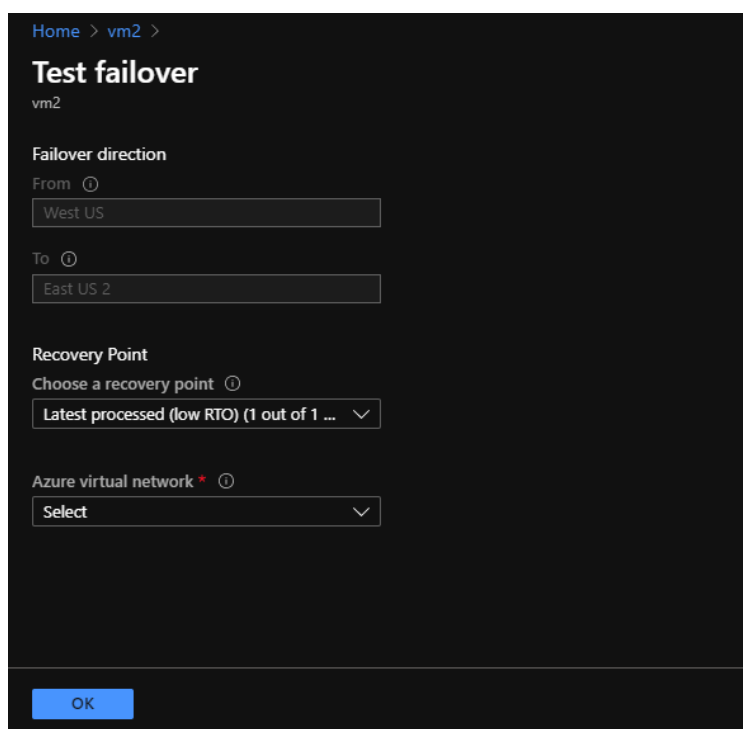 Home > vm2 >
Test failover
vm2
Failover direction
From
West US
To
East US 2
Recovery Point
Choose a recovery point
Latest processed (low RTO) (1 out of 1 ...
Azure virtual network *
Select
OK